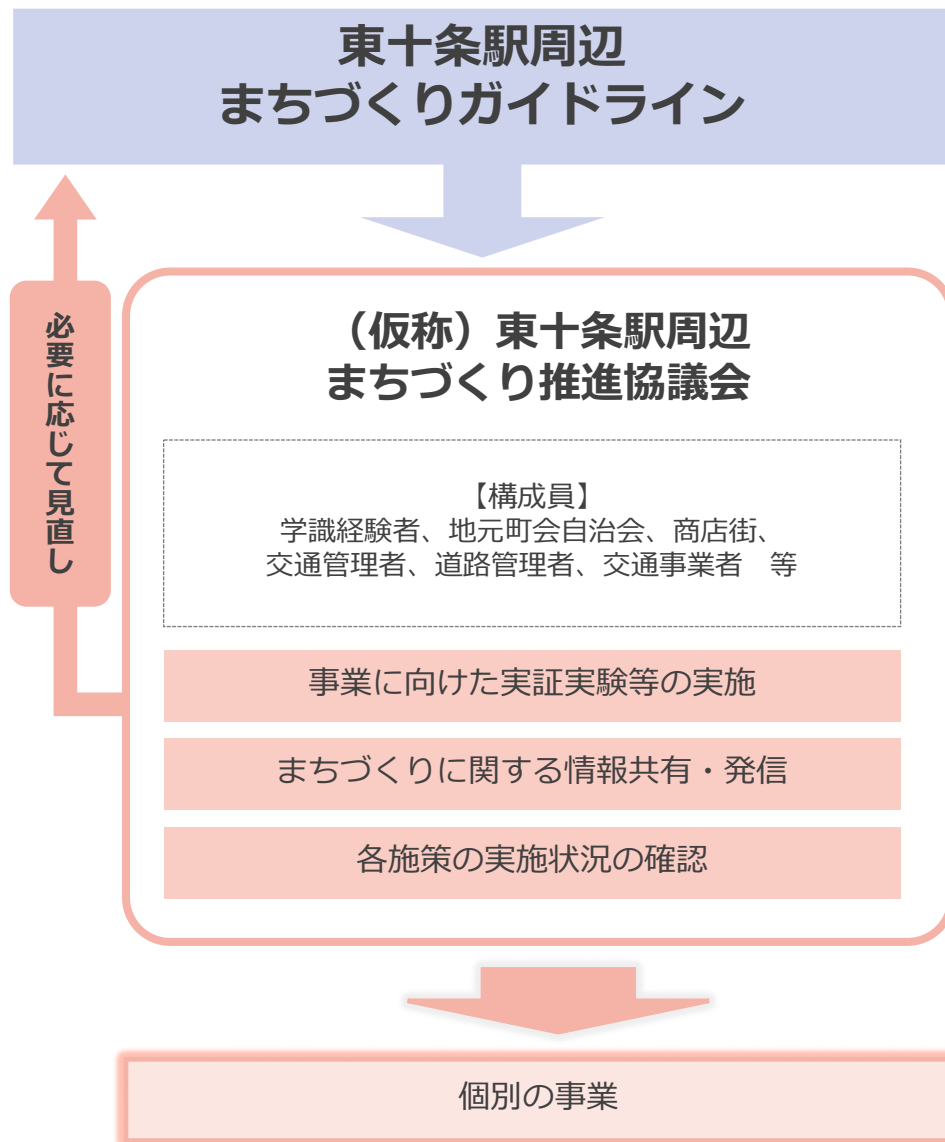 東十条駅周辺
まちづくりガイドライン
必要に応じて見直し
（仮称）東十条駅周辺
まちづくり推進協議会
【構成員】
学識経験者、地元町会自治会、商店街、
交通管理者、道路管理者、交通事業者　等
事業に向けた実証実験等の実施
まちづくりに関する情報共有・発信
各施策の実施状況の確認
個別の事業